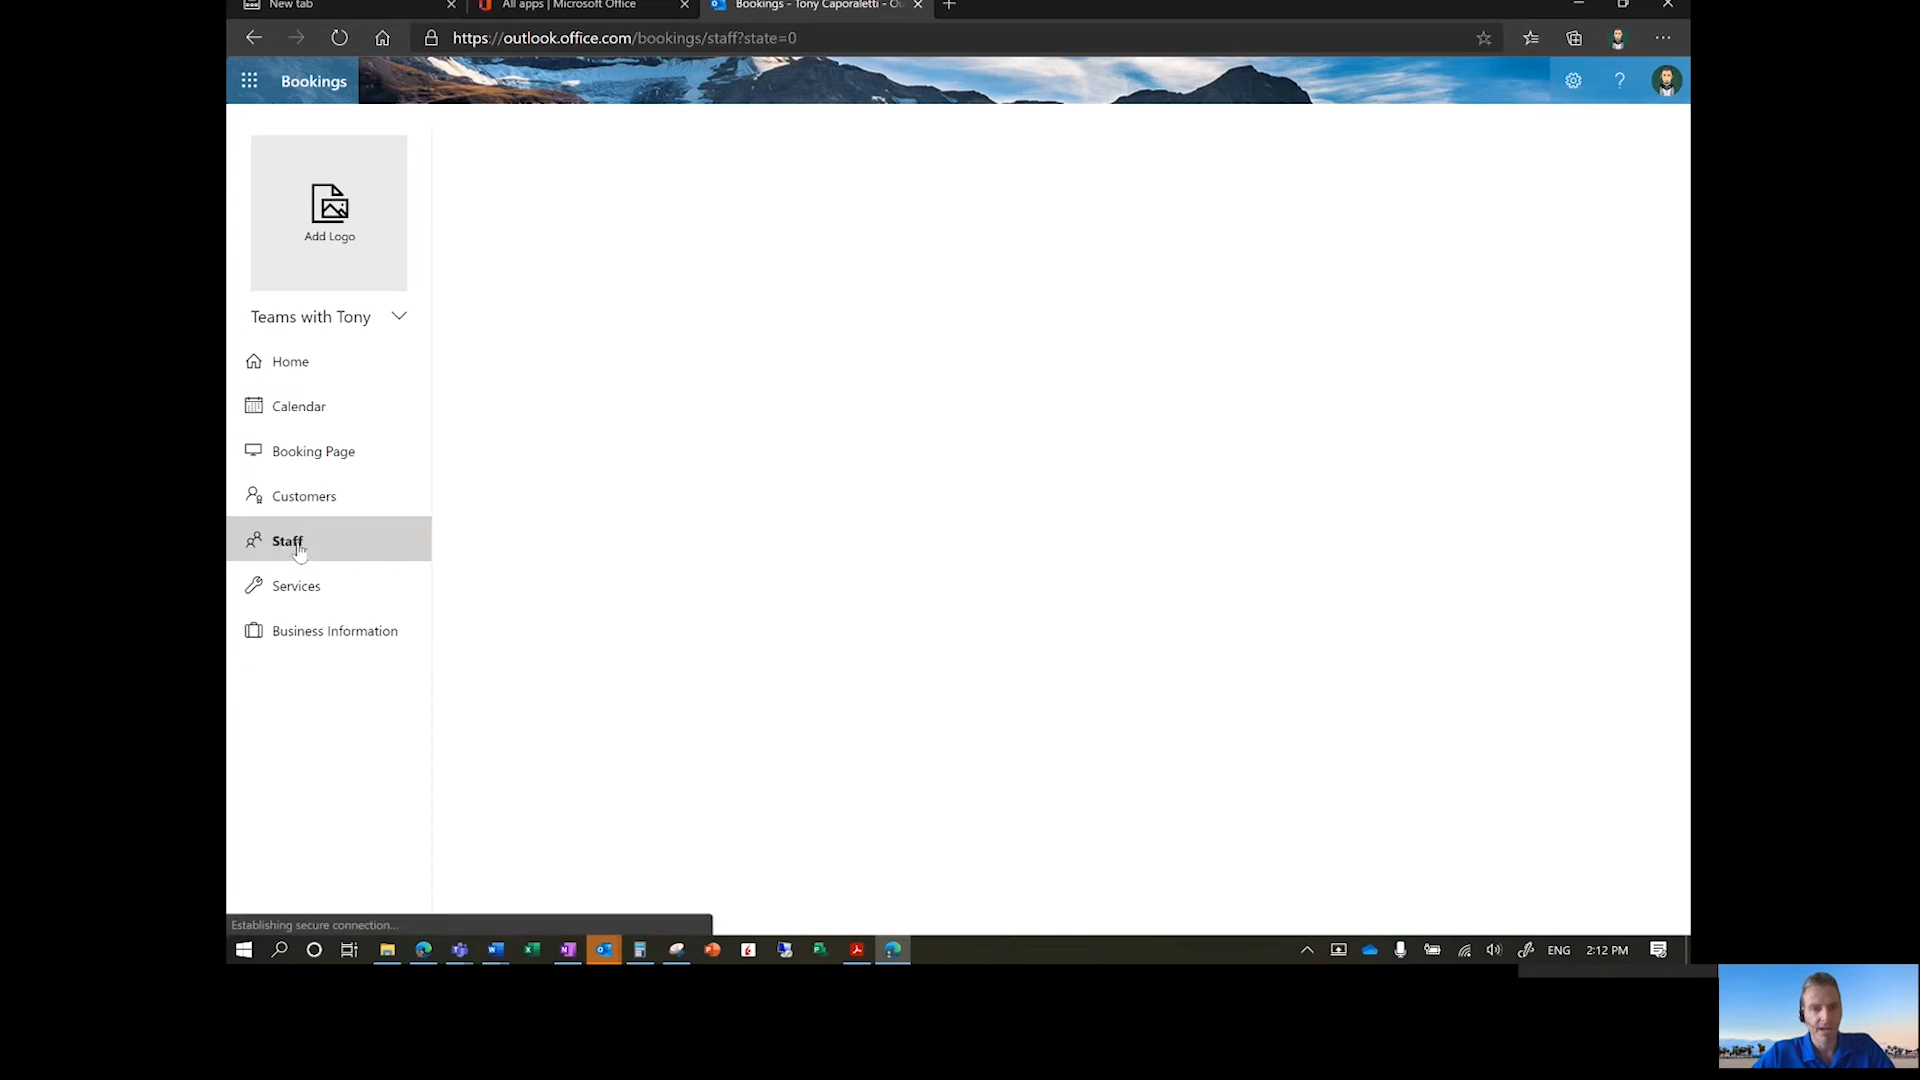 New tab
All apps | Microsoft Office
Bookings - Tony Caporaletti - Ou
https://outlook.office.com/bookings/staff?state=0
Bookings
Add Logo
Teams with Tony
Home
Calendar
Booking Page
Customers
Staff
Services
Business Information
Establishing secure connection...
ENG
2:12 PM